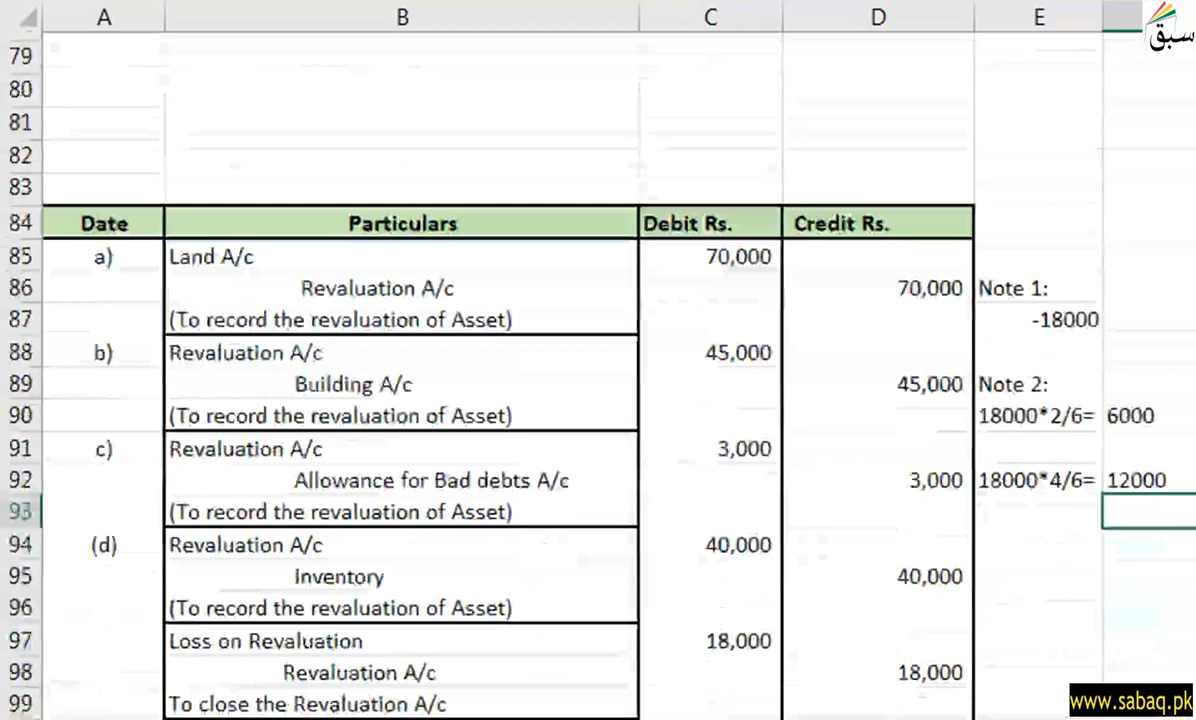 A B C D E
سبق
79
80
81
82
83
84 Date Particulars Debit Rs. Credit Rs.
85 a) Land A/c 70,000
86 Revaluation A/c 70,000 Note 1:
87 (To record the revaluation of Asset) -18000
88 b) Revaluation A/c 45,000
89 Building A/c 45,000 Note 2:
90 (To record the revaluation of Asset) 18000*2/6= 6000
91 c) Revaluation A/c 3,000
92 Allowance for Bad debts A/c 3,000 18000*4/6= 12000
93 (To record the revaluation of Asset)
94 (d) Revaluation A/c 40,000
95 Inventory 40,000
96 (To record the revaluation of Asset)
97 Loss on Revaluation 18,000
98 Revaluation A/c 18,000
99 To close the Revaluation A/c
www.sabaq.pk